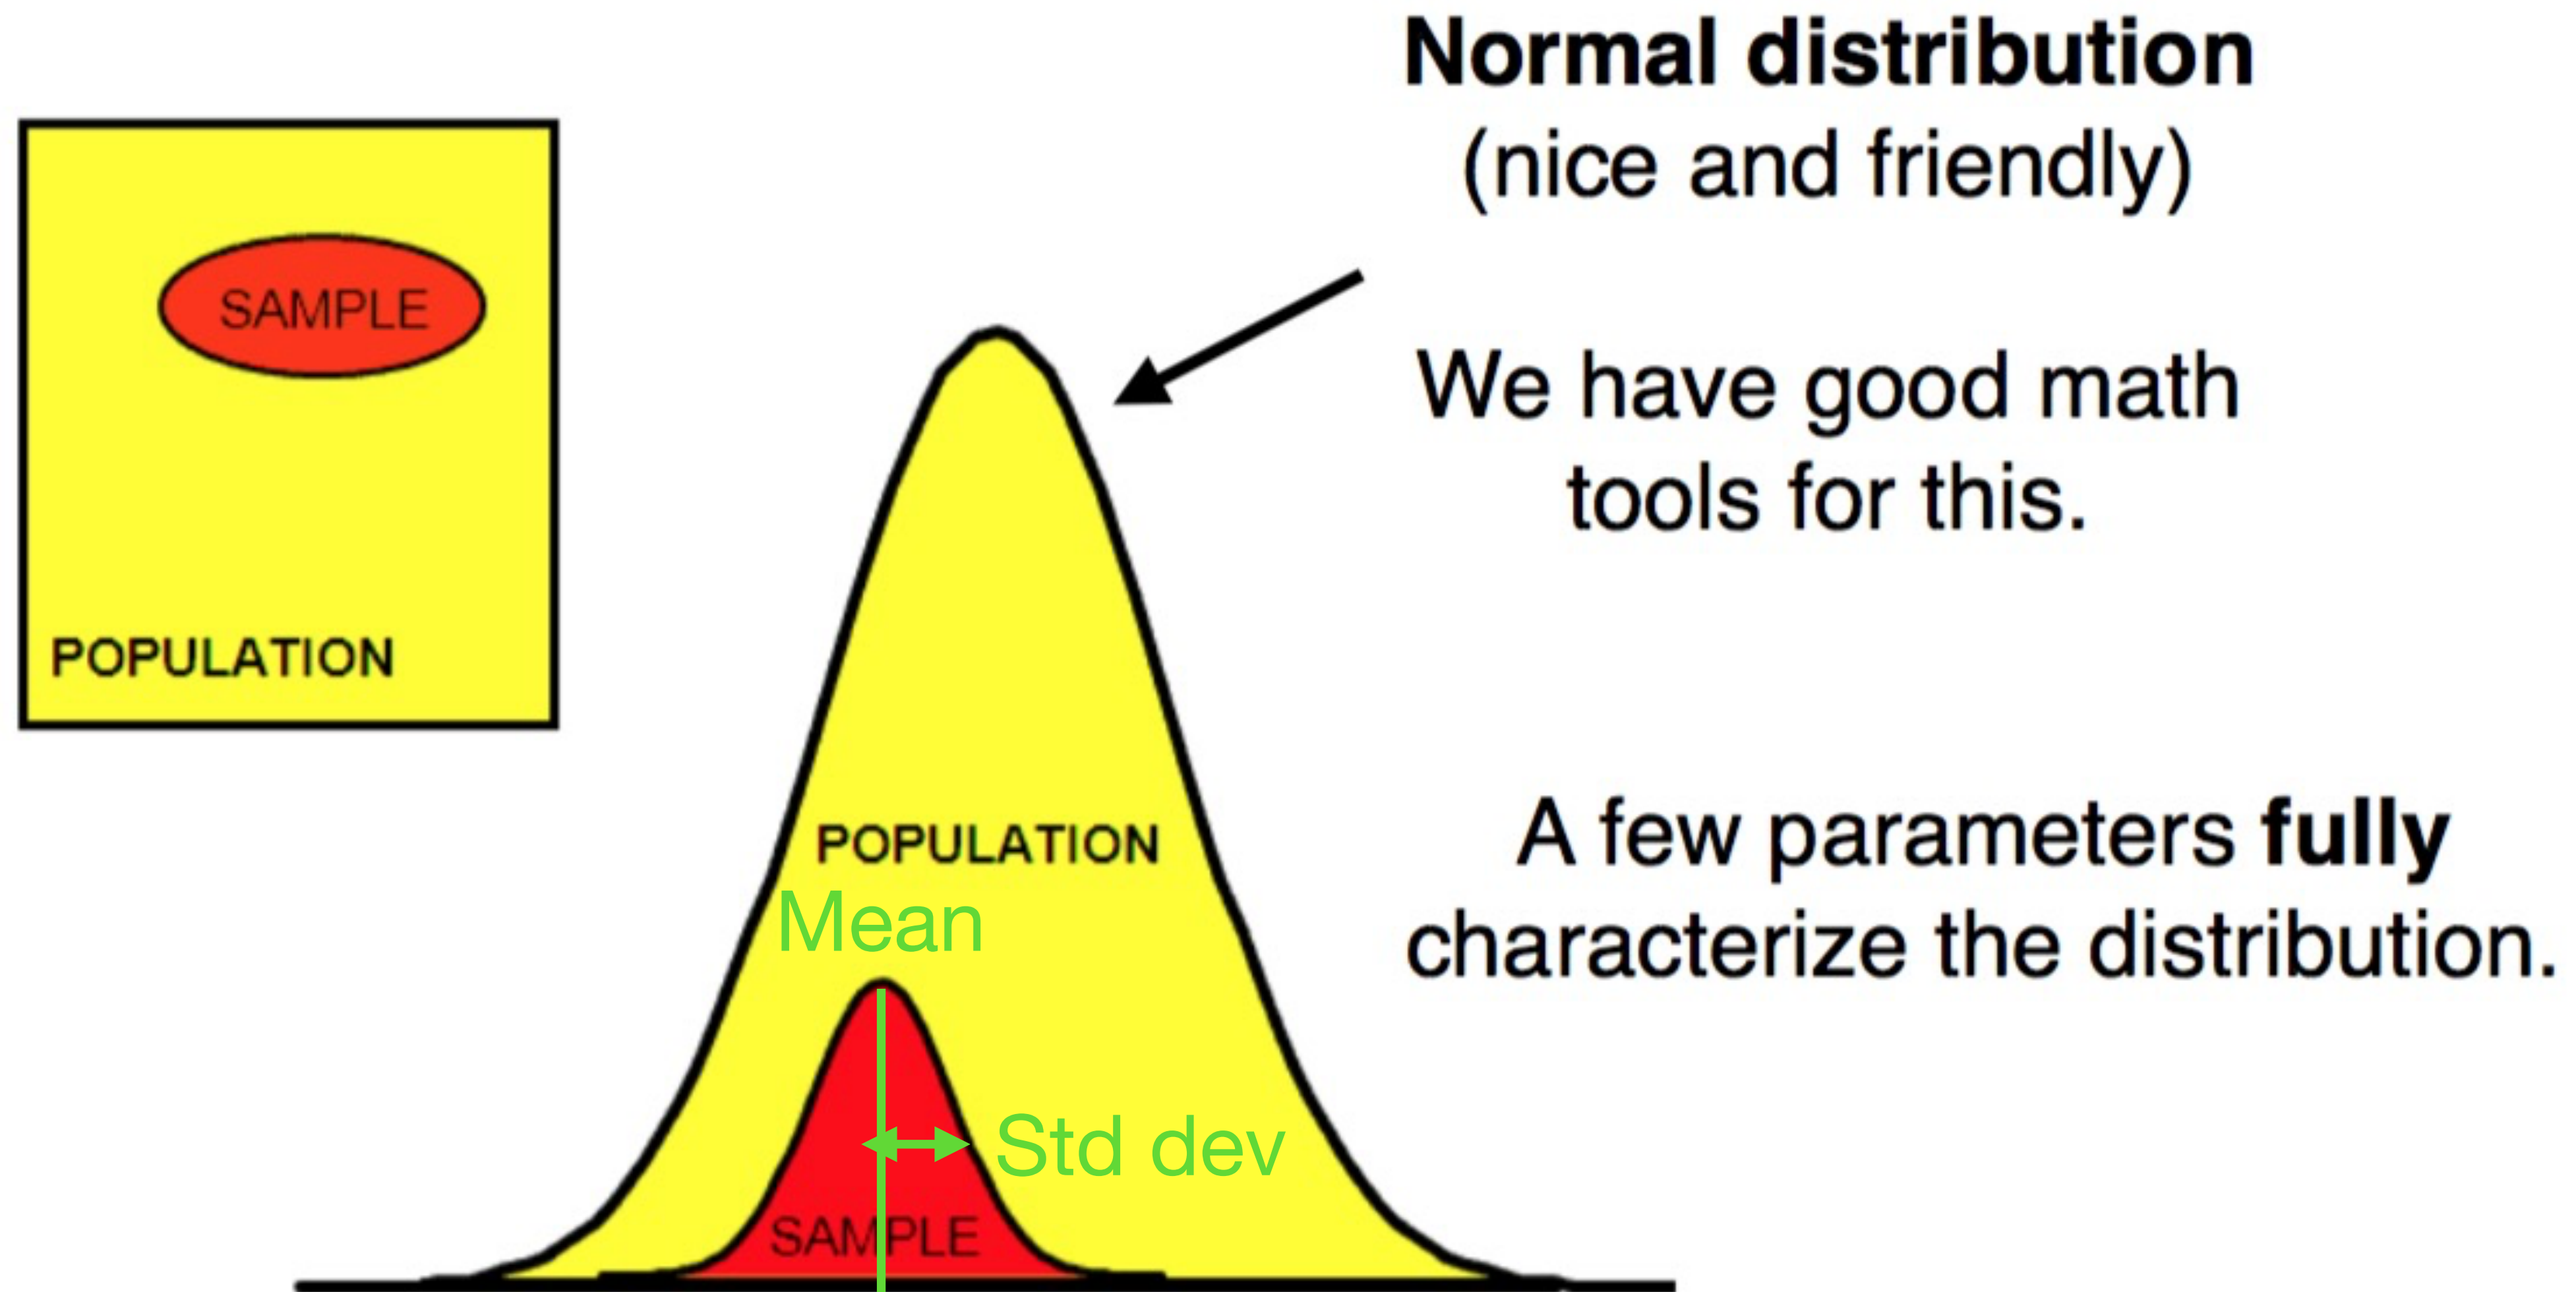 SAMPLE
POPULATION
Normal distribution
(nice and friendly)
We have good math
tools for this.
A few parameters fully
characterize the distribution.
POPULATION
Mean
Std dev
SAMPLE